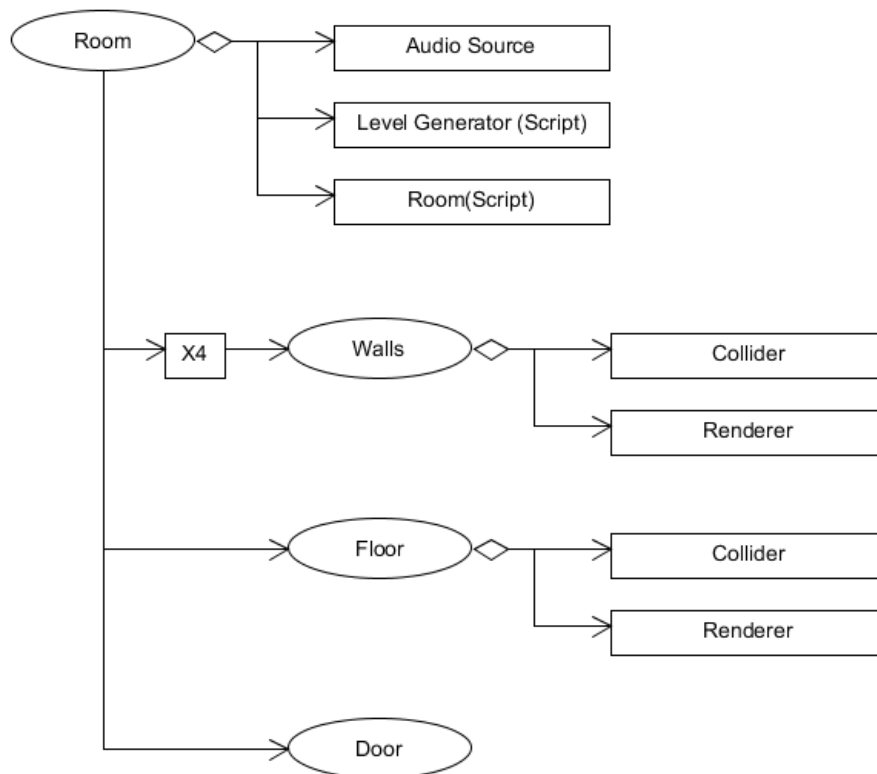 Room
Audio Source
Level Generator (Script)
Room(Script)
X4
Walls
Collider
Renderer
Floor
Collider
Renderer
Door